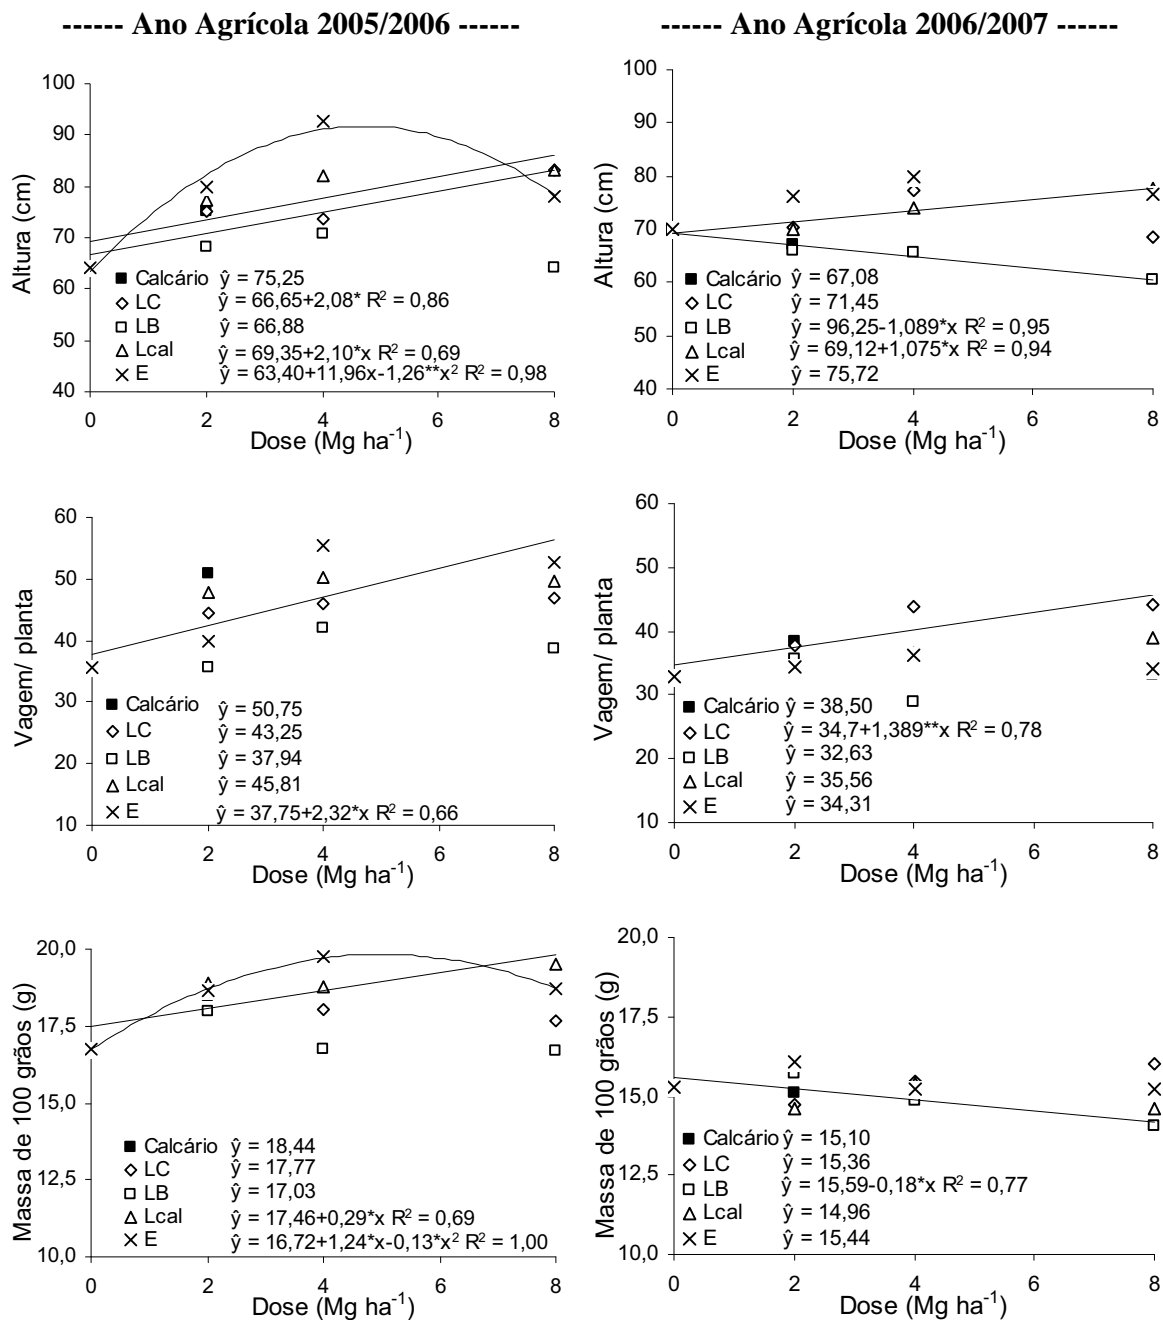 ------ Ano Agrícola 2005/2006 ------
------ Ano Agrícola 2006/2007 ------
Altura (cm)
100
90
80
70
60
50
40
■ Calcário ŷ = 75,25
◇ LC ŷ = 66,65+2,08* R² = 0,86
□ LB ŷ = 66,88
△ Lcal ŷ = 69,35+2,10*x R² = 0,69
× E ŷ = 63,40+11,96x-1,26**x² R² = 0,98
0 2 4 6 8
Dose (Mg ha⁻¹)
Altura (cm)
100
90
80
70
60
50
40
■ Calcário ŷ = 67,08
◇ LC ŷ = 71,45
□ LB ŷ = 96,25-1,089*x R² = 0,95
△ Lcal ŷ = 69,12+1,075*x R² = 0,94
× E ŷ = 75,72
0 2 4 6 8
Dose (Mg ha⁻¹)
Vagem/ planta
60
50
40
30
20
10
■ Calcário ŷ = 50,75
◇ LC ŷ = 43,25
□ LB ŷ = 37,94
△ Lcal ŷ = 45,81
× E ŷ = 37,75+2,32*x R² = 0,66
0 2 4 6 8
Dose (Mg ha⁻¹)
Vagem/ planta
60
50
40
30
20
10
■ Calcário ŷ = 38,50
◇ LC ŷ = 34,7+1,389**x R² = 0,78
□ LB ŷ = 32,63
△ Lcal ŷ = 35,56
× E ŷ = 34,31
0 2 4 6 8
Dose (Mg ha⁻¹)
Massa de 100 grãos (g)
20,0
17,5
15,0
12,5
10,0
■ Calcário ŷ = 18,44
◇ LC ŷ = 17,77
□ LB ŷ = 17,03
△ Lcal ŷ = 17,46+0,29*x R² = 0,69
× E ŷ = 16,72+1,24*x-0,13*x² R² = 1,00
0 2 4 6 8
Dose (Mg ha⁻¹)
Massa de 100 grãos (g)
20,0
17,5
15,0
12,5
10,0
■ Calcário ŷ = 15,10
◇ LC ŷ = 15,36
□ LB ŷ = 15,59-0,18*x R² = 0,77
△ Lcal ŷ = 14,96
× E ŷ = 15,44
0 2 4 6 8
Dose (Mg ha⁻¹)